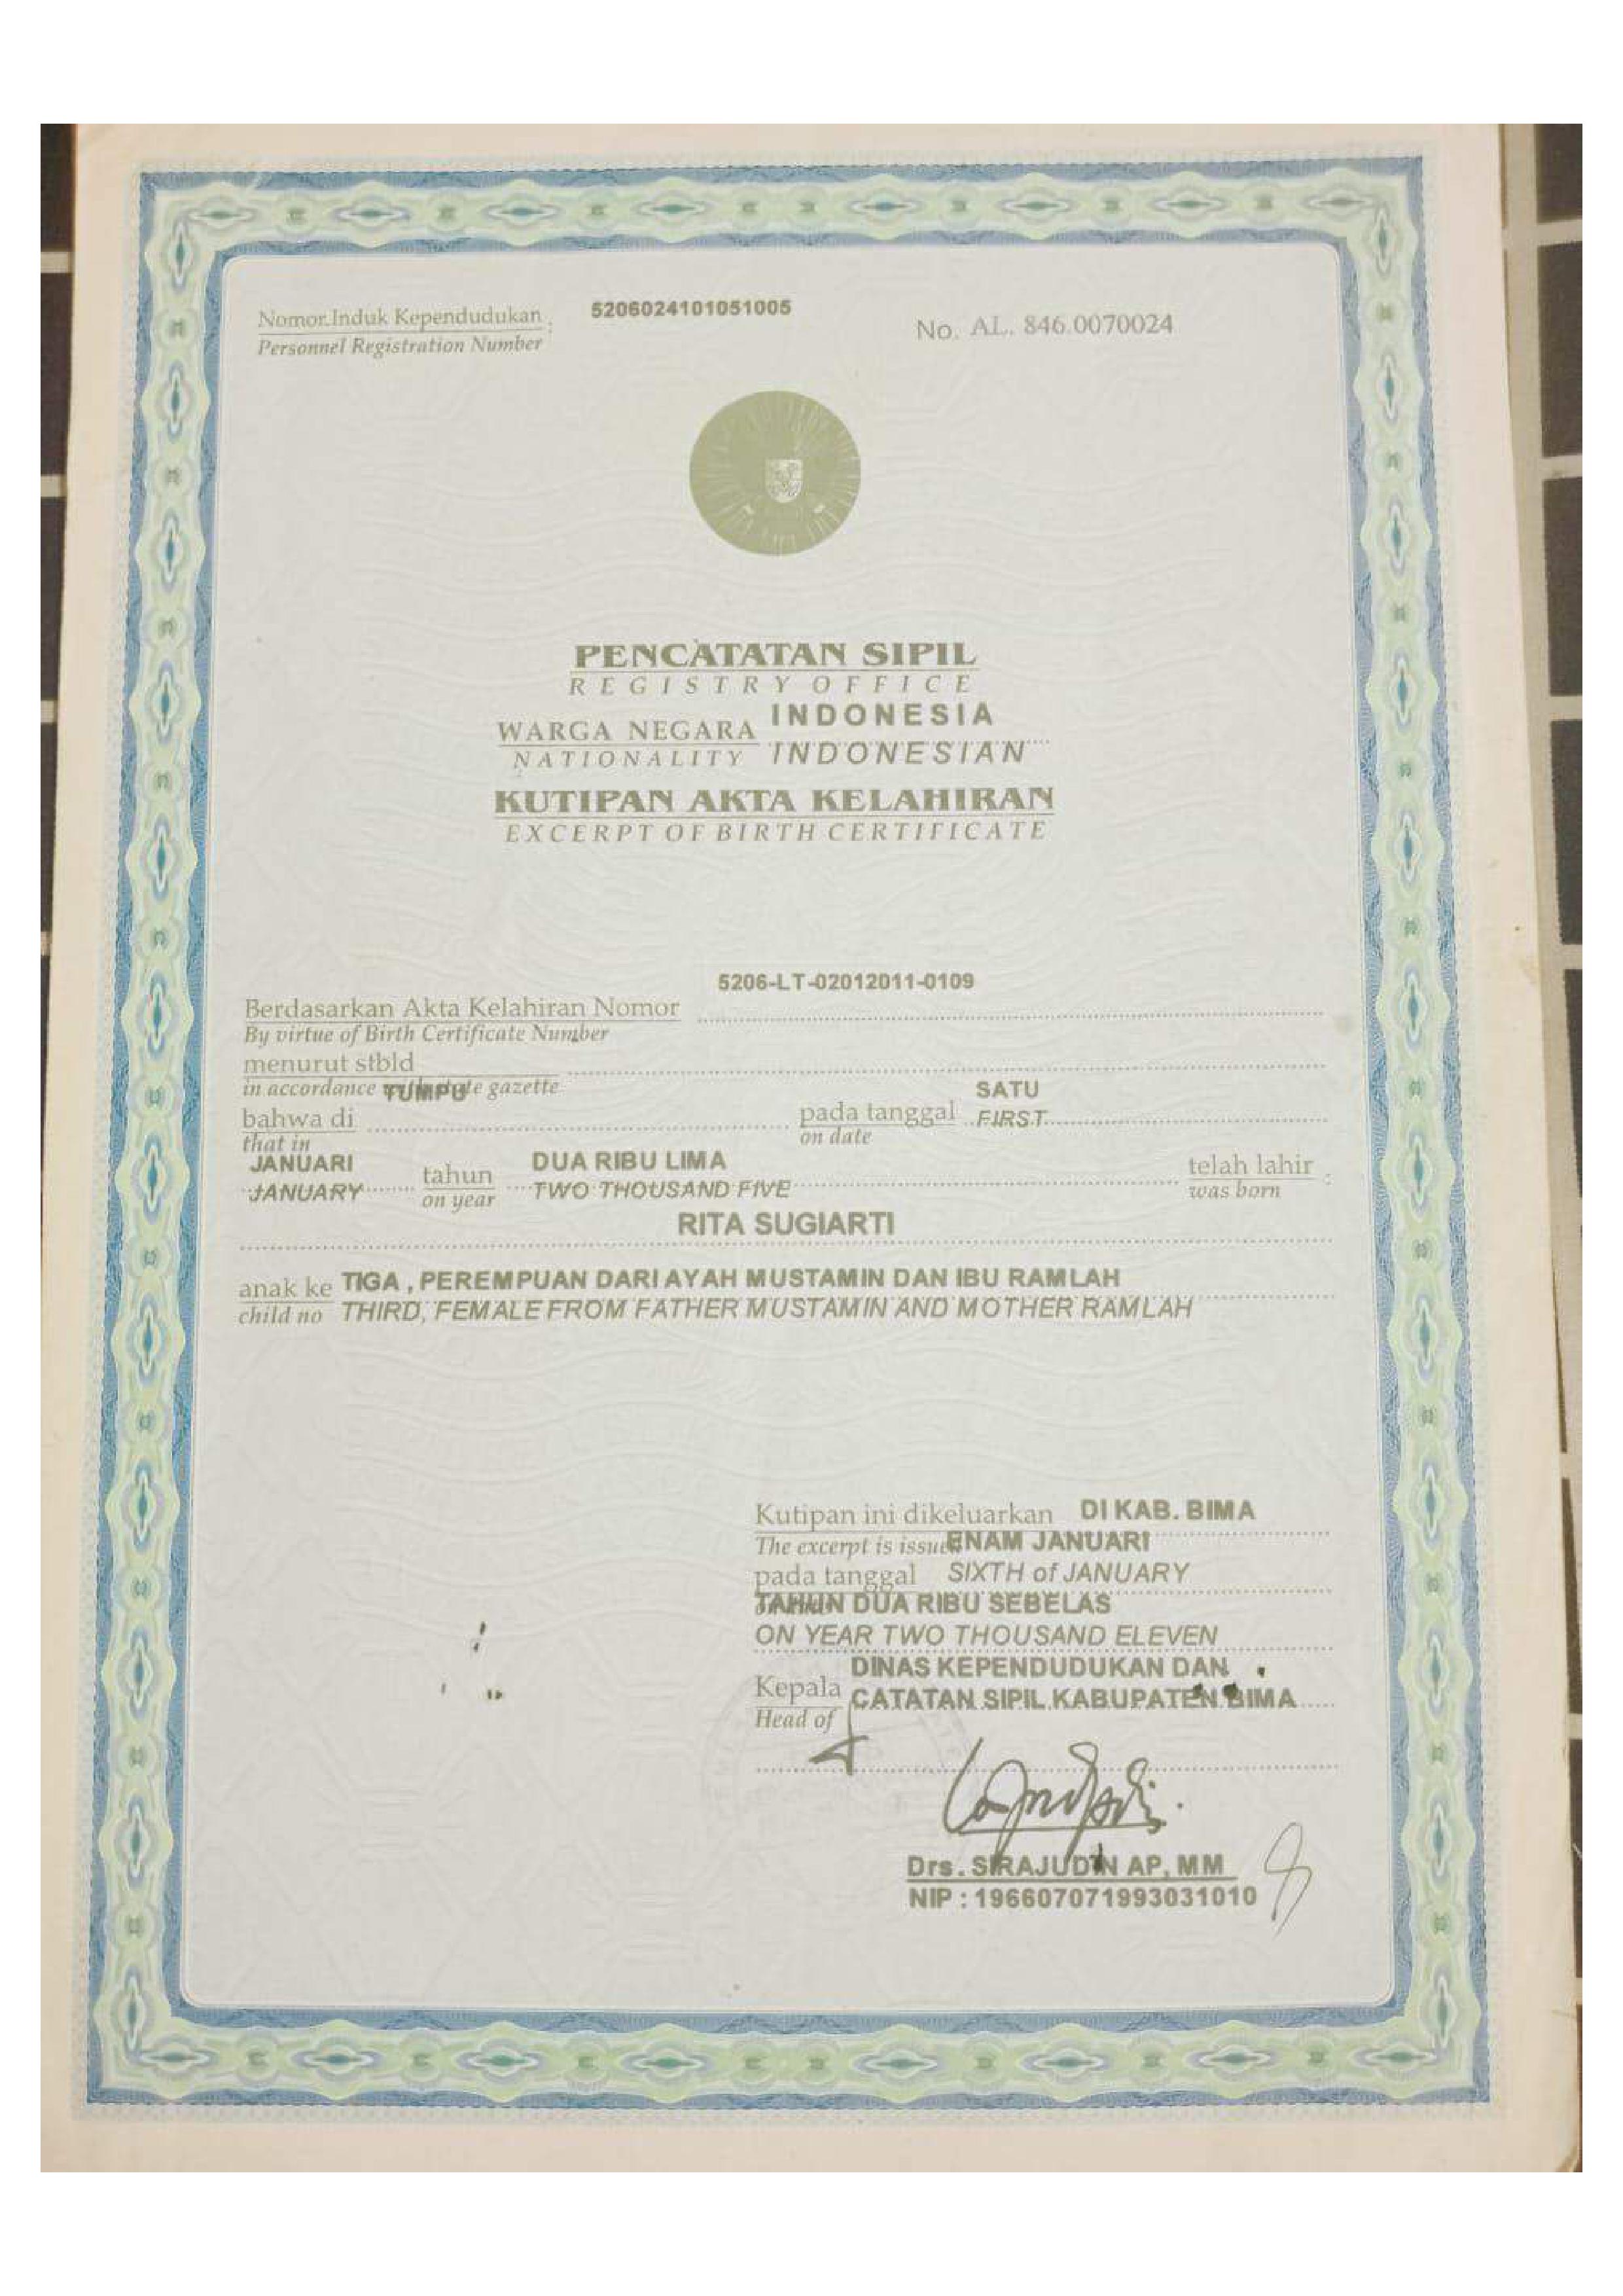 Nomor Induk Kependudukan : 5206024101051005
Personnel Registration Number
No. AL. 846.0070024
PENCATATAN SIPIL
REGISTRY OFFICE
WARGA NEGARA INDONESIA
NATIONALITY INDONESIAN
KUTIPAN AKTA KELAHIRAN
EXCERPT OF BIRTH CERTIFICATE
5206-LT-02012011-0109
Berdasarkan Akta Kelahiran Nomor
By virtue of Birth Certificate Number
menurut stbld
in accordance gazette
TUMPU SATU
bahwa di pada tanggal FIRST
that in on date
JANUARI tahun DUA RIBU LIMA telah lahir :
JANUARY on year TWO THOUSAND FIVE was born
RITA SUGIARTI
anak ke TIGA , PEREMPUAN DARI AYAH MUSTAMIN DAN IBU RAMLAH
child no THIRD, FEMALE FROM FATHER MUSTAMIN AND MOTHER RAMLAH
Kutipan ini dikeluarkan DI KAB. BIMA
The excerpt is issued ENAM JANUARI
pada tanggal SIXTH of JANUARY
TAHUN DUA RIBU SEBELAS
ON YEAR TWO THOUSAND ELEVEN
DINAS KEPENDUDUKAN DAN
Kepala CATATAN SIPIL KABUPATEN BIMA
Head of
Drs. SIRAJUDIN AP, MM
NIP : 196607071993031010